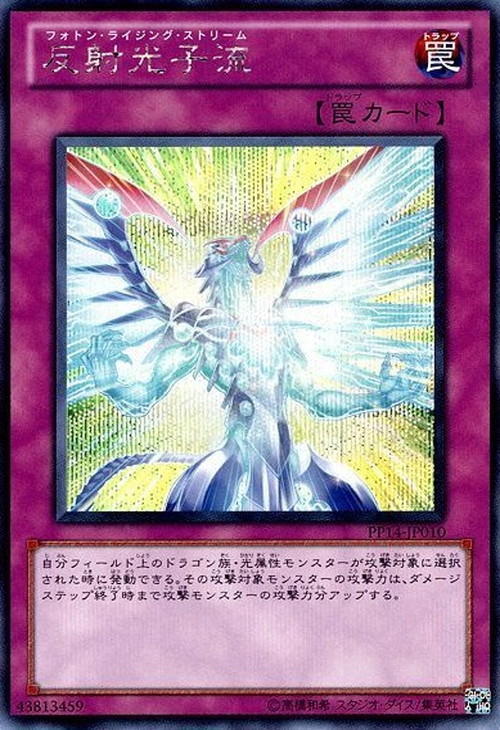 フォトン・ライジング・ストリーム
反射光子流
トラップ
罠
トラップ
【罠カード】
PP14-JP010
自分フィールド上のドラゴン族・光属性モンスターが攻撃対象に選択
された時に発動できる。その攻撃対象モンスターの攻撃力は、ダメージ
ステップ終了時まで攻撃モンスターの攻撃力分アップする。
43813459
©高橋和希 スタジオ・ダイス/集英社